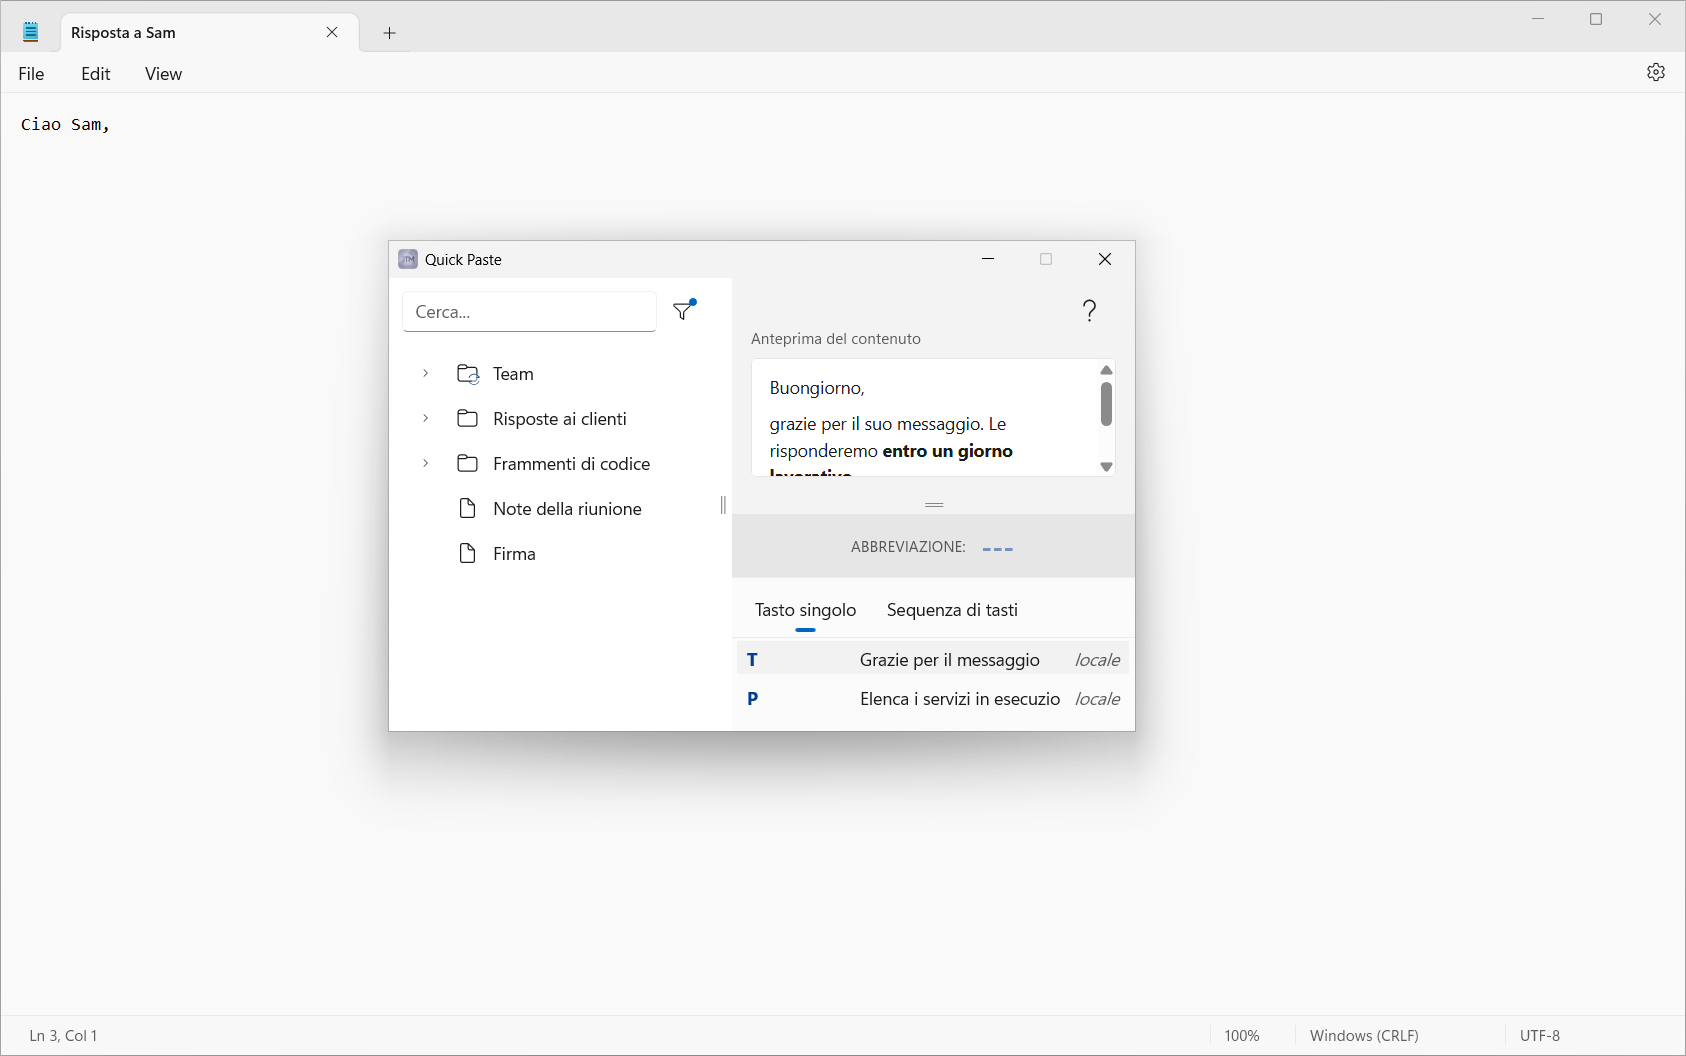 Risposta a Sam
File Edit View
Ciao Sam,
Quick Paste
Cerca...
Team
Risposte ai clienti
Frammenti di codice
Note della riunione
Firma
Anteprima del contenuto
Buongiorno,
grazie per il suo messaggio. Le
risponderemo entro un giorno
lavorativo
ABBREVIAZIONE: ---
Tasto singolo Sequenza di tasti
T Grazie per il messaggio locale
P Elenca i servizi in esecuzio locale
Ln 3, Col 1
100%
Windows (CRLF)
UTF-8